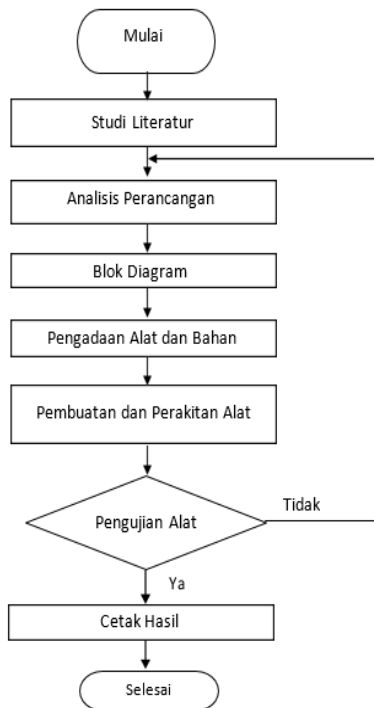 Mulai
Studi Literatur
Analisis Perancangan
Blok Diagram
Pengadaan Alat dan Bahan
Pembuatan dan Perakitan Alat
Pengujian Alat
Tidak
Ya
Cetak Hasil
Selesai